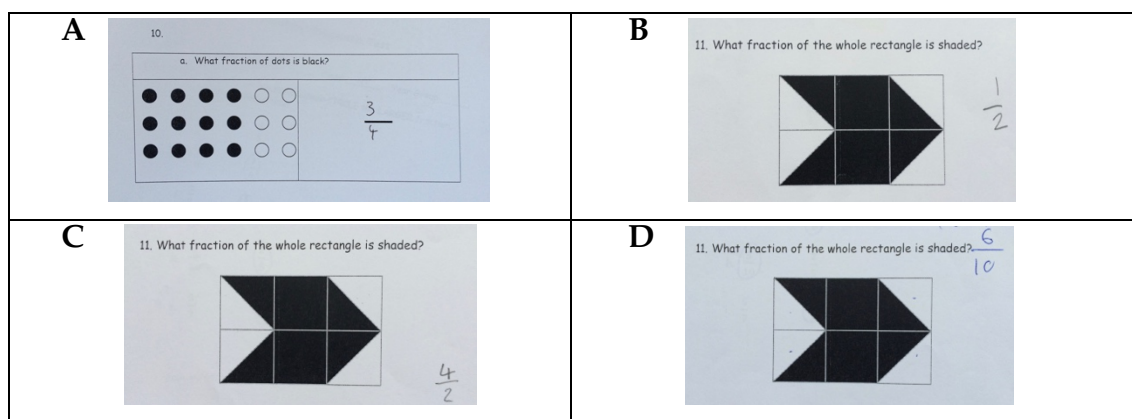 A
10.
a. What fraction of dots is black?
3
4
B
11. What fraction of the whole rectangle is shaded?
1
2
C
11. What fraction of the whole rectangle is shaded?
4
2
D
11. What fraction of the whole rectangle is shaded?
6
10